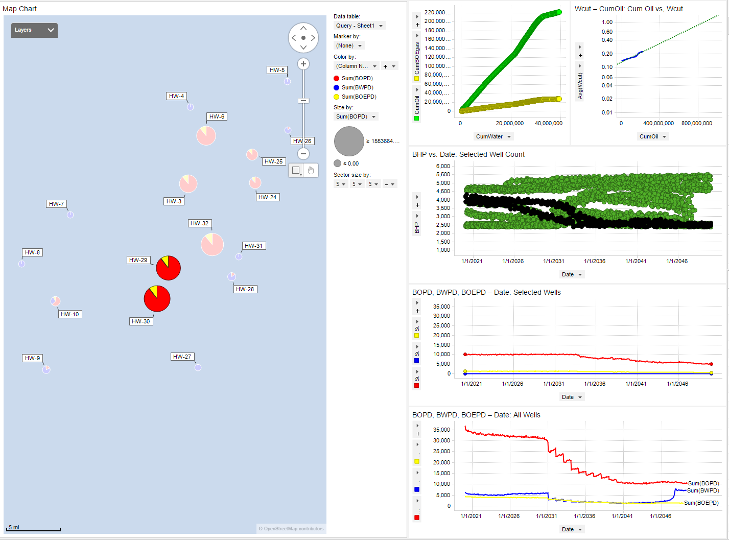 Map Chart
Layers
HW-8
HW-4
HW-6
HW-26
HW-25
HW-3
HW-24
HW-7
HW-32
HW-31
HW-8
HW-29
HW-28
HW-30
HW-10
HW-27
HW-9
5 mi
Data table:
Query - Sheet1
Marker by:
(None)
Color by:
(Column N...
+
Sum(BOPD)
Sum(BWPD)
Sum(BOEPD)
Size by:
Sum(BOPD)
≥ 1883884....
≤ 0.00
Sector size by:
S
S
S
220,000...
200,000...
180,000...
160,000...
140,000...
120,000...
100,000...
80,000,...
60,000,...
40,000,...
20,000,...
0
0
20,000,000
40,000,000
CumWater
CumBOEgas
CumOil
Wcut – CumOil: Cum Oil vs, Wcut
1.00
0.60
0.40
0.20
0.10
0.06
0.04
0.02
0.01
0
400,000,000
800,000,000
CumOil
Avg(Wcut)
BHP vs. Date, Selected Well Count
6,000
5,500
5,000
4,500
4,000
3,500
3,000
2,500
2,000
1,500
1,000
BHP
1/1/2021
1/1/2026
1/1/2031
1/1/2036
1/1/2041
1/1/2046
Date
BOPD, BWPD, BOEPD – Date, Selected Wells
35,000
30,000
25,000
20,000
15,000
10,000
5,000
0
1/1/2021
1/1/2026
1/1/2031
1/1/2036
1/1/2041
1/1/2046
Date
BOPD, BWPD, BOEPD – Date: All Wells
35,000
30,000
25,000
20,000
15,000
10,000
5,000
0
Sum(BOPD)
Sum(BWPD)
Sum(BOEPD)
1/1/2021
1/1/2026
1/1/2031
1/1/2036
1/1/2041
1/1/2046
Date